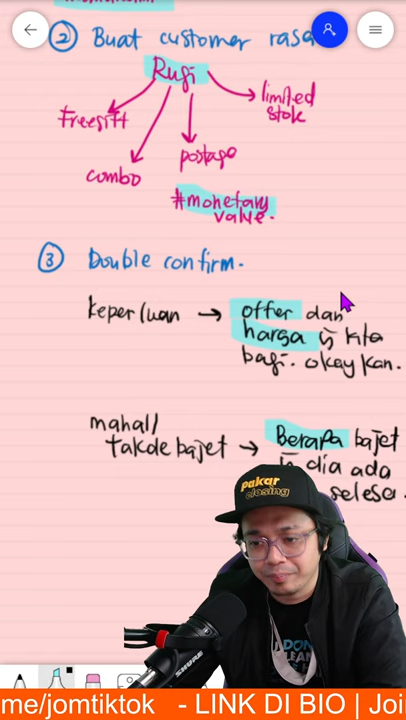 ② Buat customer rasa
Rugi
freegift
combo
postage
limited
stok
#monetary
value.
③ Double confirm.
keperluan → offer dan
harga yg kita
bagi. okay kan.
mahal/
takde bajet → Berapa bajet
dia ada
selesa.
pakar
closing
SHURE
me/jomtiktok - LINK DI BIO | Joi